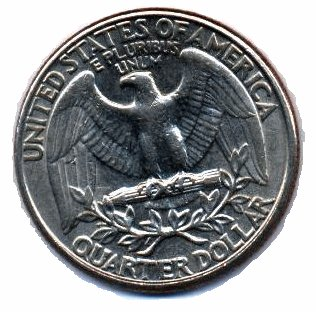 UNITED STATES OF AMERICA
E PLURIBUS
UNUM
QUARTER DOLLAR